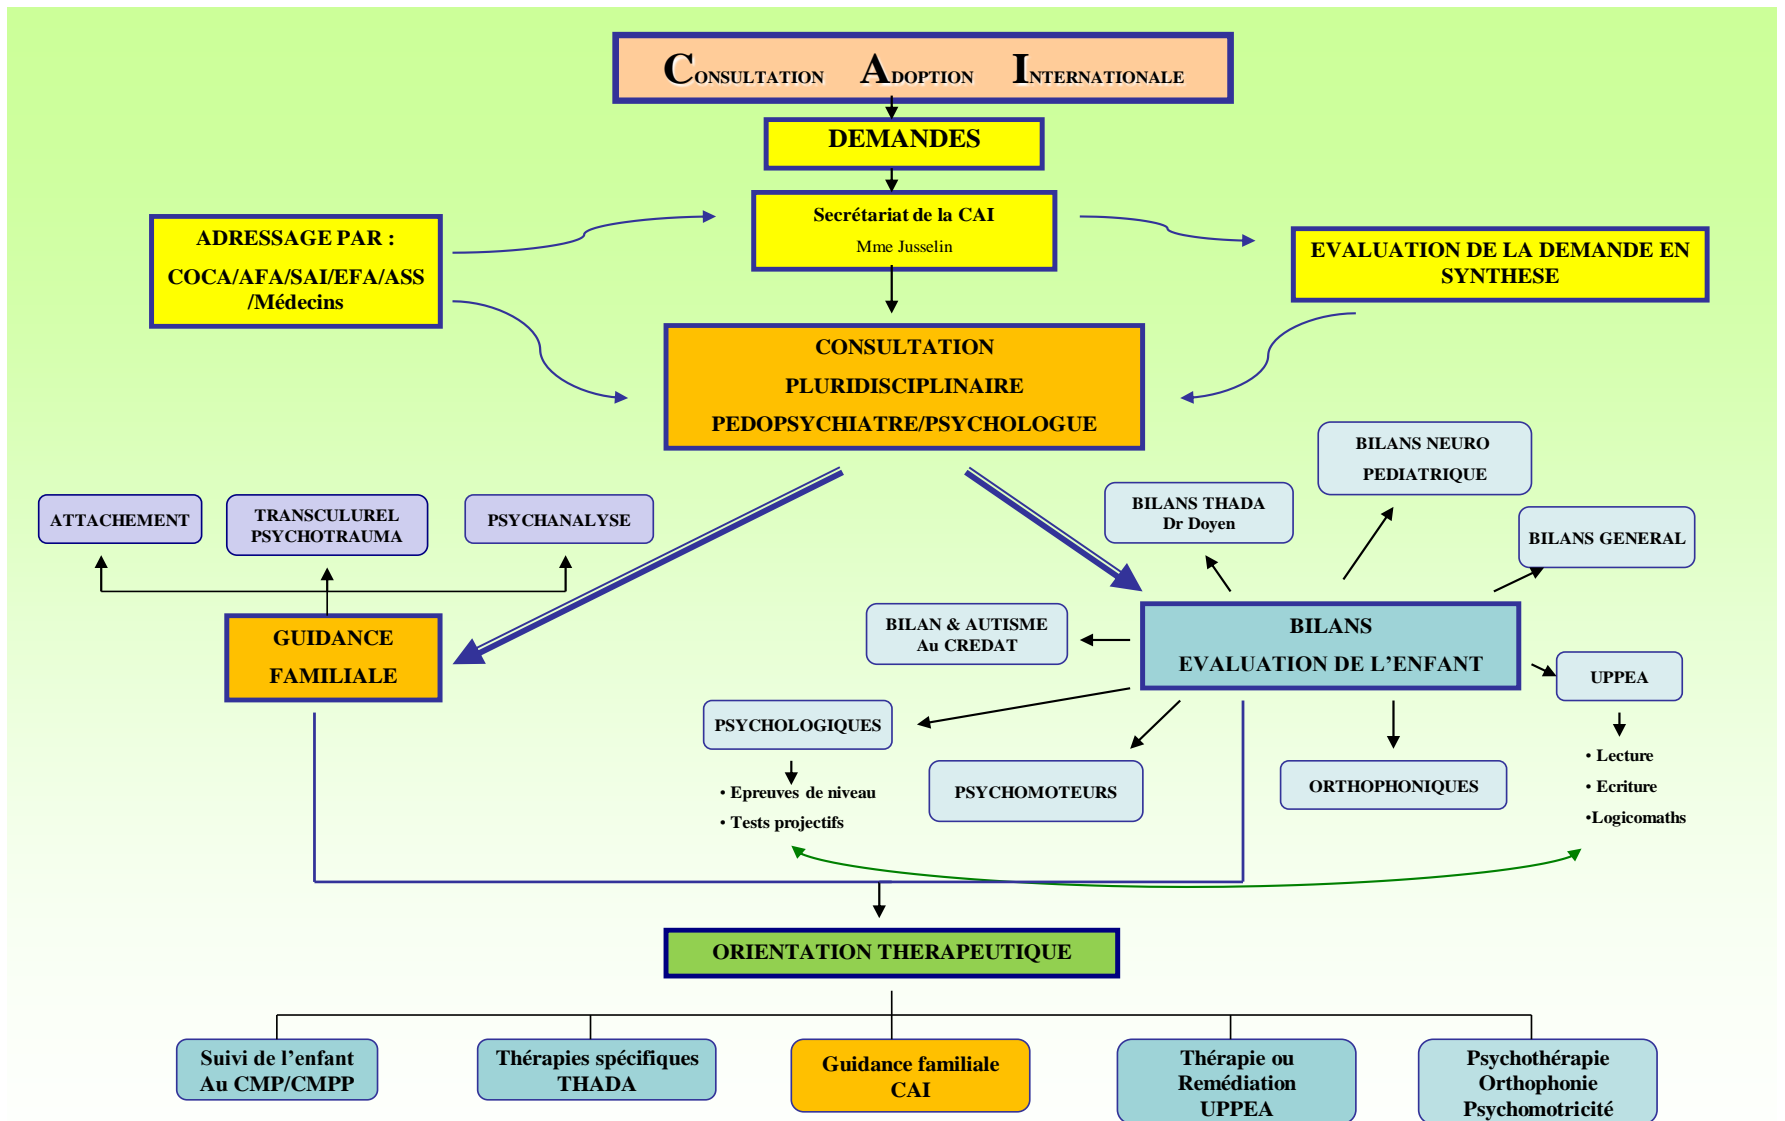 CONSULTATION ADOPTION INTERNATIONALE
DEMANDES
Secrétariat de la CAI
Mme Jusselin
ADRESSAGE PAR :
COCA/AFA/SAI/EFA/ASS
/Médecins
EVALUATION DE LA DEMANDE EN
SYNTHESE
CONSULTATION
PLURIDISCIPLINAIRE
PEDOPSYCHIATRE/PSYCHOLOGUE
ATTACHEMENT
TRANSCULUREL
PSYCHOTRAUMA
PSYCHANALYSE
GUIDANCE
FAMILIALE
BILANS THADA
Dr Doyen
BILANS NEURO
PEDIATRIQUE
BILANS GENERAL
BILAN & AUTISME
Au CREDAT
BILANS
EVALUATION DE L’ENFANT
UPPEA
• Lecture
• Ecriture
•Logicomaths
PSYCHOLOGIQUES
• Epreuves de niveau
• Tests projectifs
PSYCHOMOTEURS
ORTHOPHONIQUES
ORIENTATION THERAPEUTIQUE
Suivi de l’enfant
Au CMP/CMPP
Thérapies spécifiques
THADA
Guidance familiale
CAI
Thérapie ou
Remédiation
UPPEA
Psychothérapie
Orthophonie
Psychomotricité